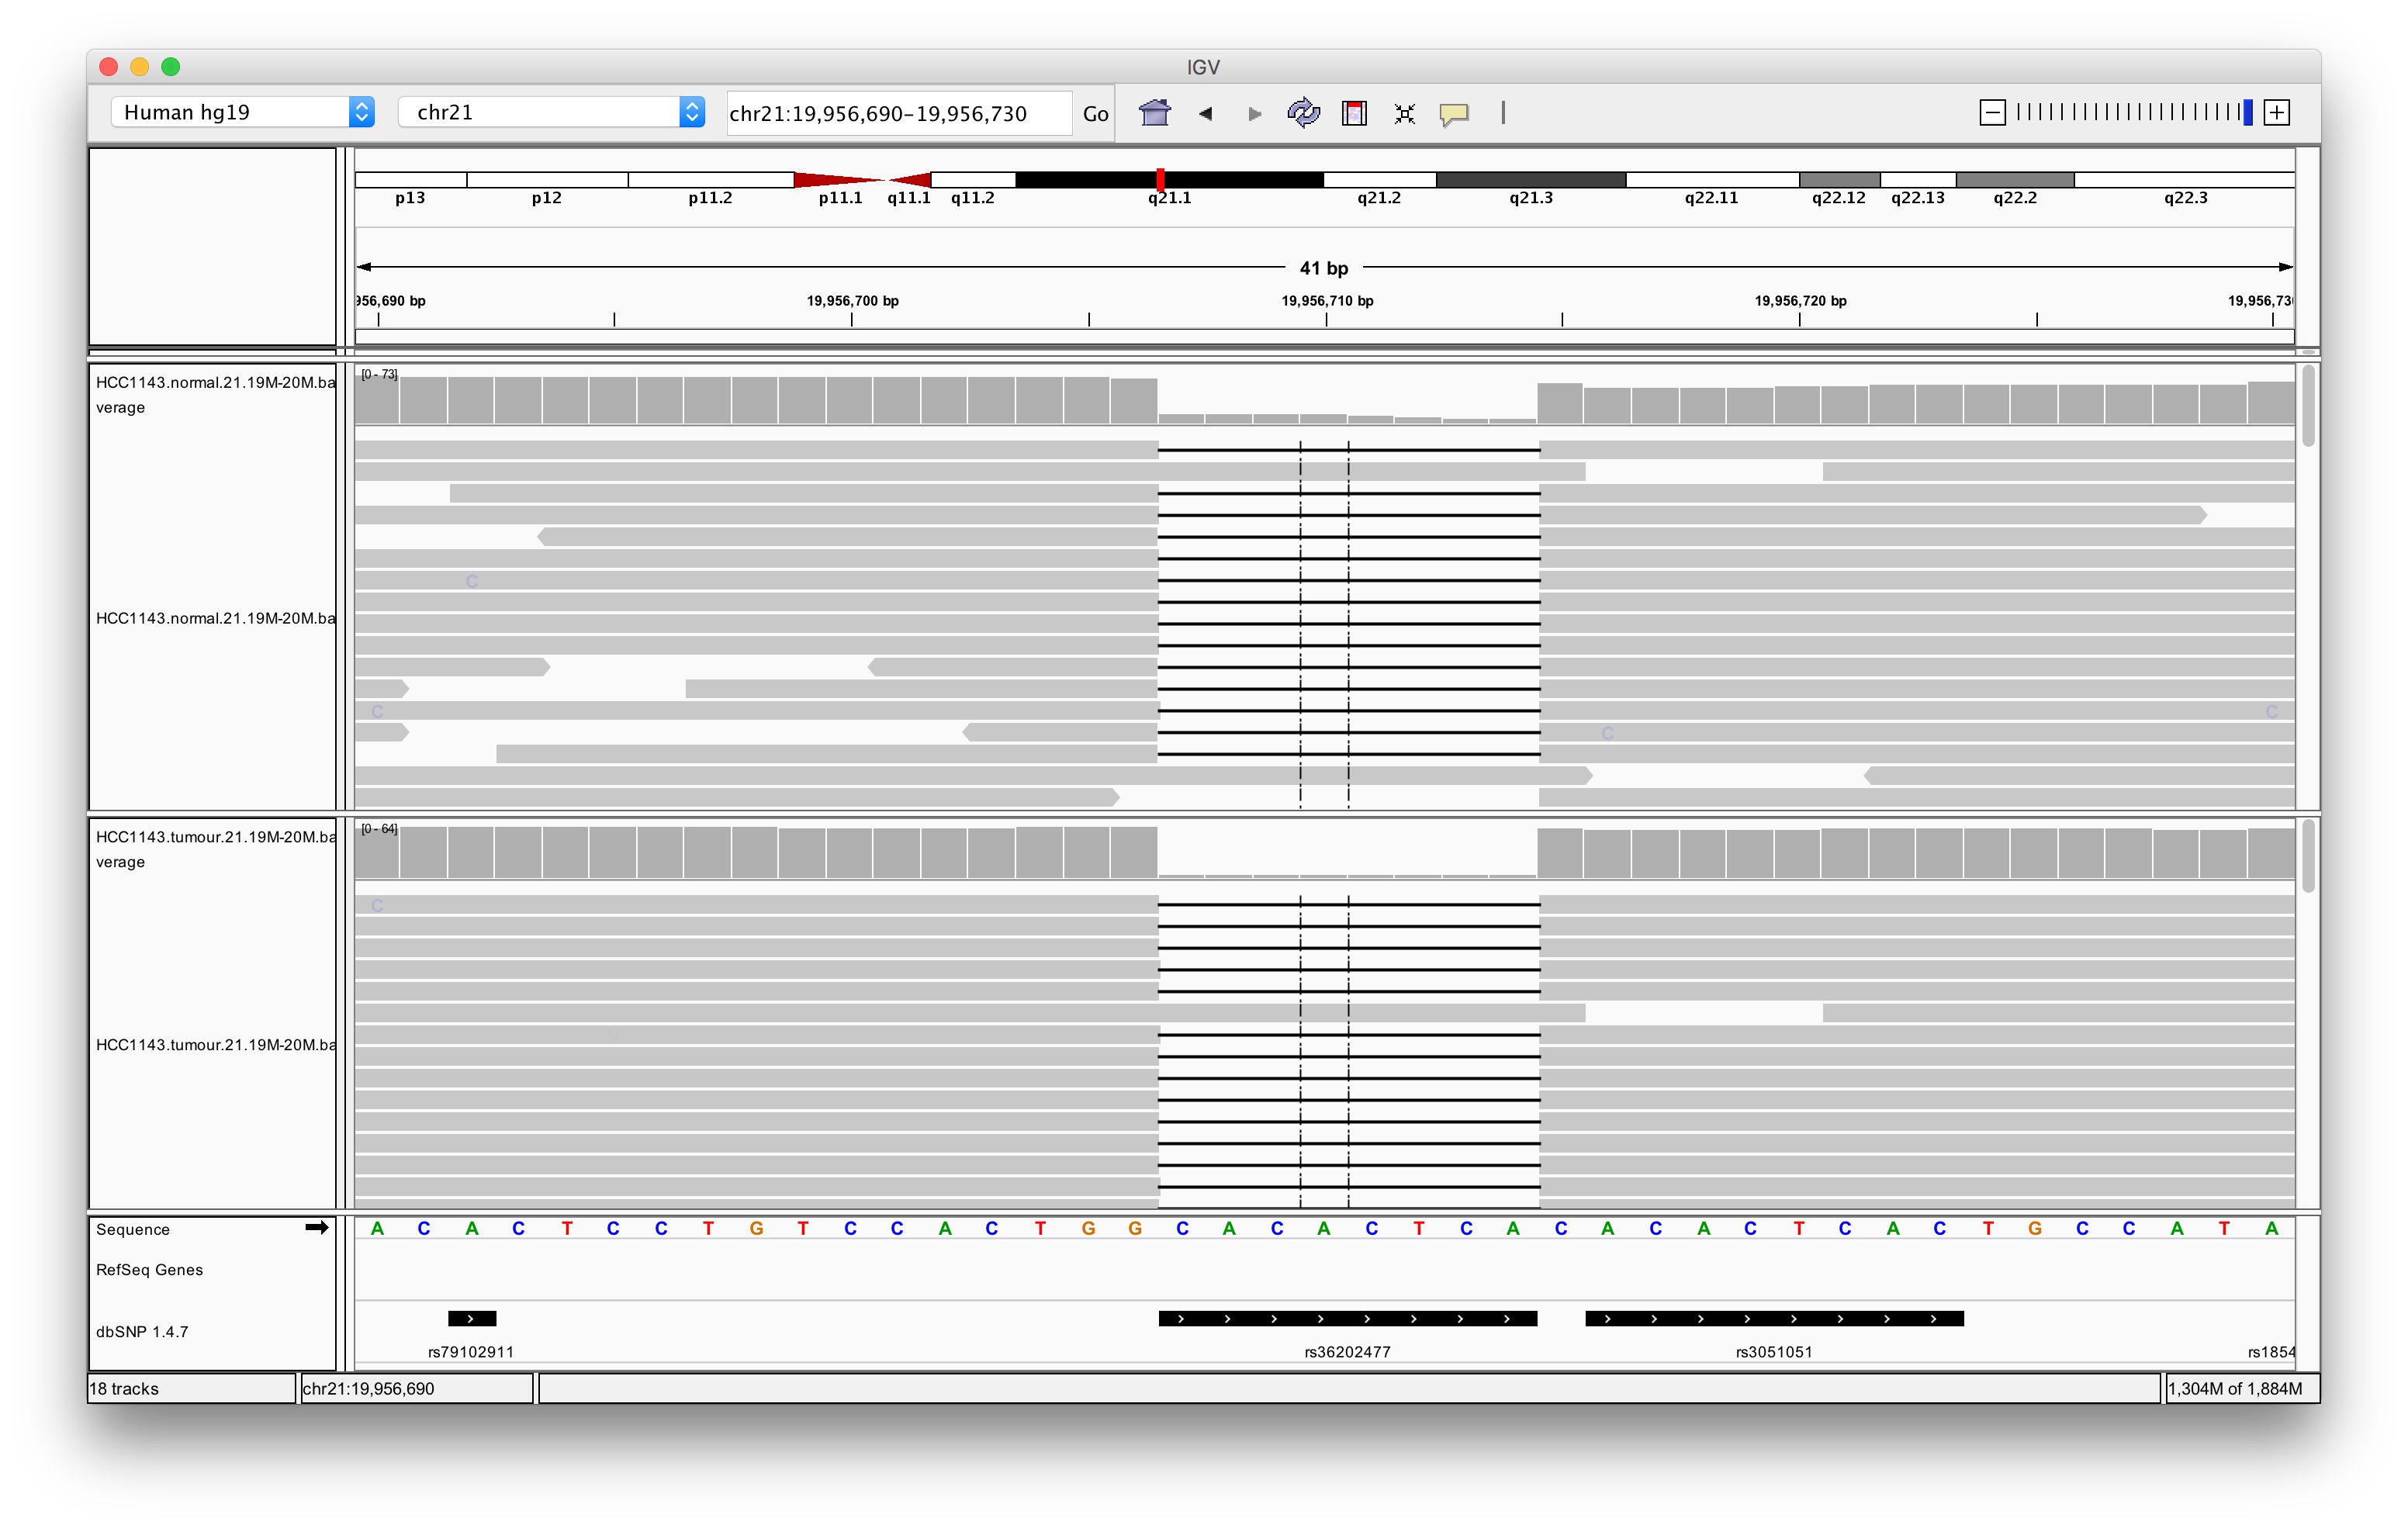 IGV
Human hg19 chr21 chr21:19,956,690-19,956,730 Go
p13 p12 p11.2 p11.1 q11.1 q11.2 q21.1 q21.2 q21.3 q22.11 q22.12 q22.13 q22.2 q22.3
41 bp
956,690 bp 19,956,700 bp 19,956,710 bp 19,956,720 bp 19,956,73
HCC1143.normal.21.19M-20M.ba [0 - 73]
verage
C
HCC1143.normal.21.19M-20M.ba
C C
C
HCC1143.tumour.21.19M-20M.ba [0 - 64]
verage
C
HCC1143.tumour.21.19M-20M.ba
Sequence A C A C T C C T G T C C A C T G G C A C A C T C A C A C A C T C A C T G C C A T A
RefSeq Genes
dbSNP 1.4.7
rs79102911 rs36202477 rs3051051 rs1854
18 tracks chr21:19,956,690 1,304M of 1,884M